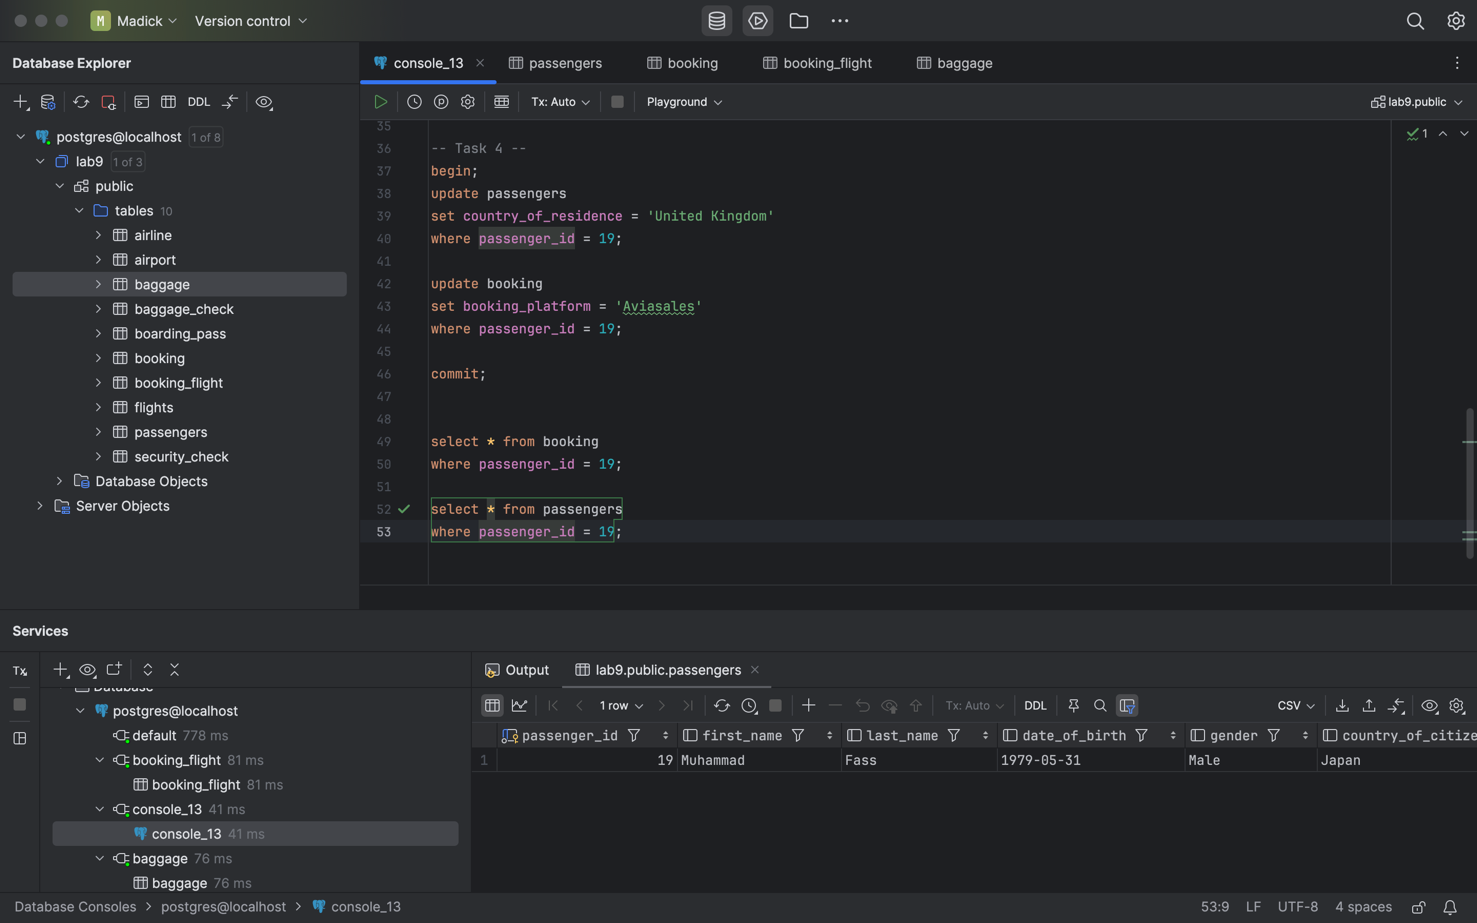 M Madick Version control
Database Explorer
console_13
passengers
booking
booking_flight
baggage
DDL
Tx: Auto
Playground
lab9.public
postgres@localhost 1 of 8
lab9 1 of 3
public
tables 10
airline
airport
baggage
baggage_check
boarding_pass
booking
booking_flight
flights
passengers
security_check
Database Objects
Server Objects
35
36 -- Task 4 --
37 begin;
38 update passengers
39 set country_of_residence = 'United Kingdom'
40 where passenger_id = 19;
41
42 update booking
43 set booking_platform = 'Aviasales'
44 where passenger_id = 19;
45
46 commit;
47
48
49 select * from booking
50 where passenger_id = 19;
51
52 select * from passengers
53 where passenger_id = 19;
1
Services
Tx
Database
postgres@localhost
default 778 ms
booking_flight 81 ms
booking_flight 81 ms
console_13 41 ms
console_13 41 ms
baggage 76 ms
baggage 76 ms
Output
lab9.public.passengers
1 row
Tx: Auto
DDL
CSV
passenger_id first_name last_name date_of_birth gender country_of_citize
1 19 Muhammad Fass 1979-05-31 Male Japan
Database Consoles > postgres@localhost > console_13
53:9 LF UTF-8 4 spaces